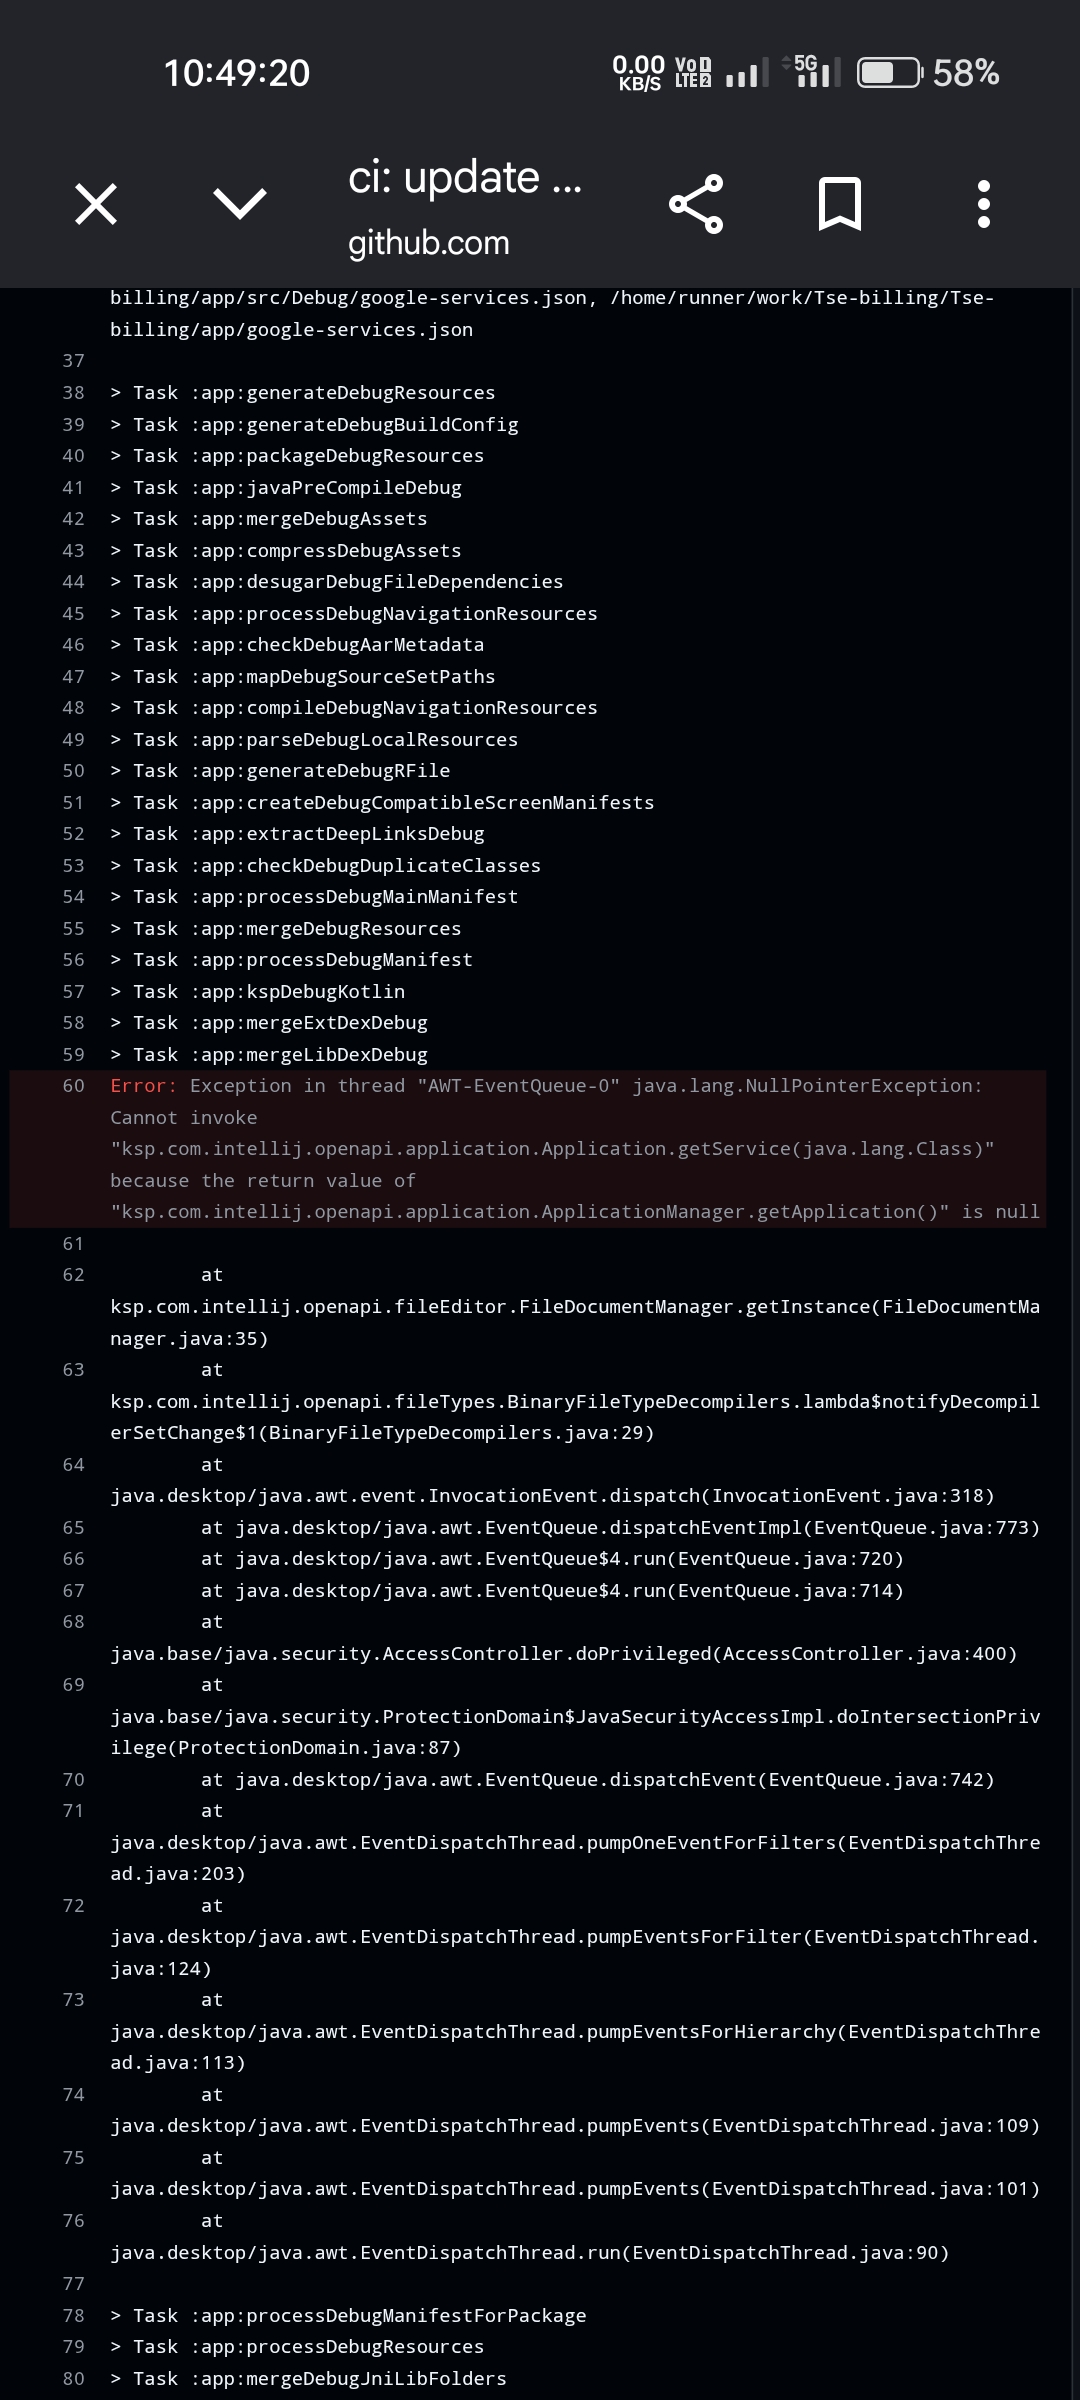 10:49:20
0.00 KB/S Vo 1 LTE 2 5G 58%
ci: update ...
github.com
billing/app/src/Debug/google-services.json, /home/runner/work/Tse-Billing/Tse-
billing/app/google-services.json
37
38 > Task :app:generateDebugResources
39 > Task :app:generateDebugBuildConfig
40 > Task :app:packageDebugResources
41 > Task :app:javaPreCompileDebug
42 > Task :app:mergeDebugAssets
43 > Task :app:compressDebugAssets
44 > Task :app:desugarDebugFileDependencies
45 > Task :app:processDebugNavigationResources
46 > Task :app:checkDebugAarMetadata
47 > Task :app:mapDebugSourceSetPaths
48 > Task :app:compileDebugNavigationResources
49 > Task :app:parseDebugLocalResources
50 > Task :app:generateDebugRFile
51 > Task :app:createDebugCompatibleScreenManifests
52 > Task :app:extractDeepLinksDebug
53 > Task :app:checkDebugDuplicateClasses
54 > Task :app:processDebugMainManifest
55 > Task :app:mergeDebugResources
56 > Task :app:processDebugManifest
57 > Task :app:kspDebugKotlin
58 > Task :app:mergeExtDexDebug
59 > Task :app:mergeLibDexDebug
60 Error: Exception in thread "AWT-EventQueue-0" java.lang.NullPointerException:
Cannot invoke
"ksp.com.intellij.openapi.application.Application.getService(java.lang.Class)"
because the return value of
"ksp.com.intellij.openapi.application.ApplicationManager.getApplication()" is null
61
62 at
ksp.com.intellij.openapi.fileEditor.FileDocumentManager.getInstance(FileDocumentMa
nager.java:35)
63 at
ksp.com.intellij.openapi.fileTypes.BinaryFileTypeDecompilers.lambda$notifyDecompil
erSetChange$1(BinaryFileTypeDecompilers.java:29)
64 at
java.desktop/java.awt.event.InvocationEvent.dispatch(InvocationEvent.java:318)
65 at java.desktop/java.awt.EventQueue.dispatchEventImpl(EventQueue.java:773)
66 at java.desktop/java.awt.EventQueue$4.run(EventQueue.java:720)
67 at java.desktop/java.awt.EventQueue$4.run(EventQueue.java:714)
68 at
java.base/java.security.AccessController.doPrivileged(AccessController.java:400)
69 at
java.base/java.security.ProtectionDomain$JavaSecurityAccessImpl.doIntersectionPriv
ilege(ProtectionDomain.java:87)
70 at java.desktop/java.awt.EventQueue.dispatchEvent(EventQueue.java:742)
71 at
java.desktop/java.awt.EventDispatchThread.pumpOneEventForFilters(EventDispatchThre
ad.java:203)
72 at
java.desktop/java.awt.EventDispatchThread.pumpEventsForFilter(EventDispatchThread.
java:124)
73 at
java.desktop/java.awt.EventDispatchThread.pumpEventsForHierarchy(EventDispatchThre
ad.java:113)
74 at
java.desktop/java.awt.EventDispatchThread.pumpEvents(EventDispatchThread.java:109)
75 at
java.desktop/java.awt.EventDispatchThread.pumpEvents(EventDispatchThread.java:101)
76 at
java.desktop/java.awt.EventDispatchThread.run(EventDispatchThread.java:90)
77
78 > Task :app:processDebugManifestForPackage
79 > Task :app:processDebugResources
80 > Task :app:mergeDebugJniLibFolders